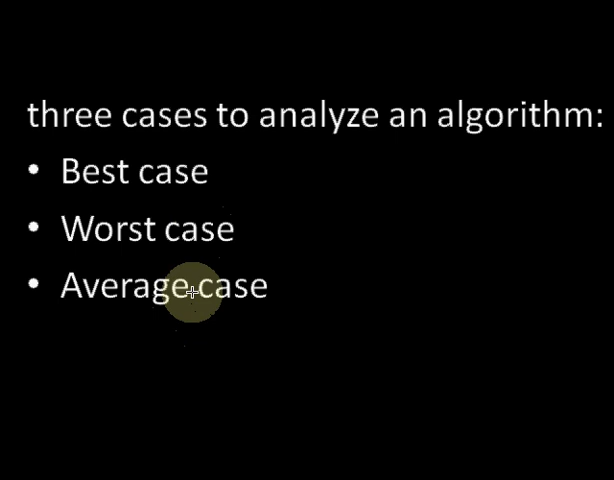 three cases to analyze an algorithm:
• Best case
• Worst case
• Average case